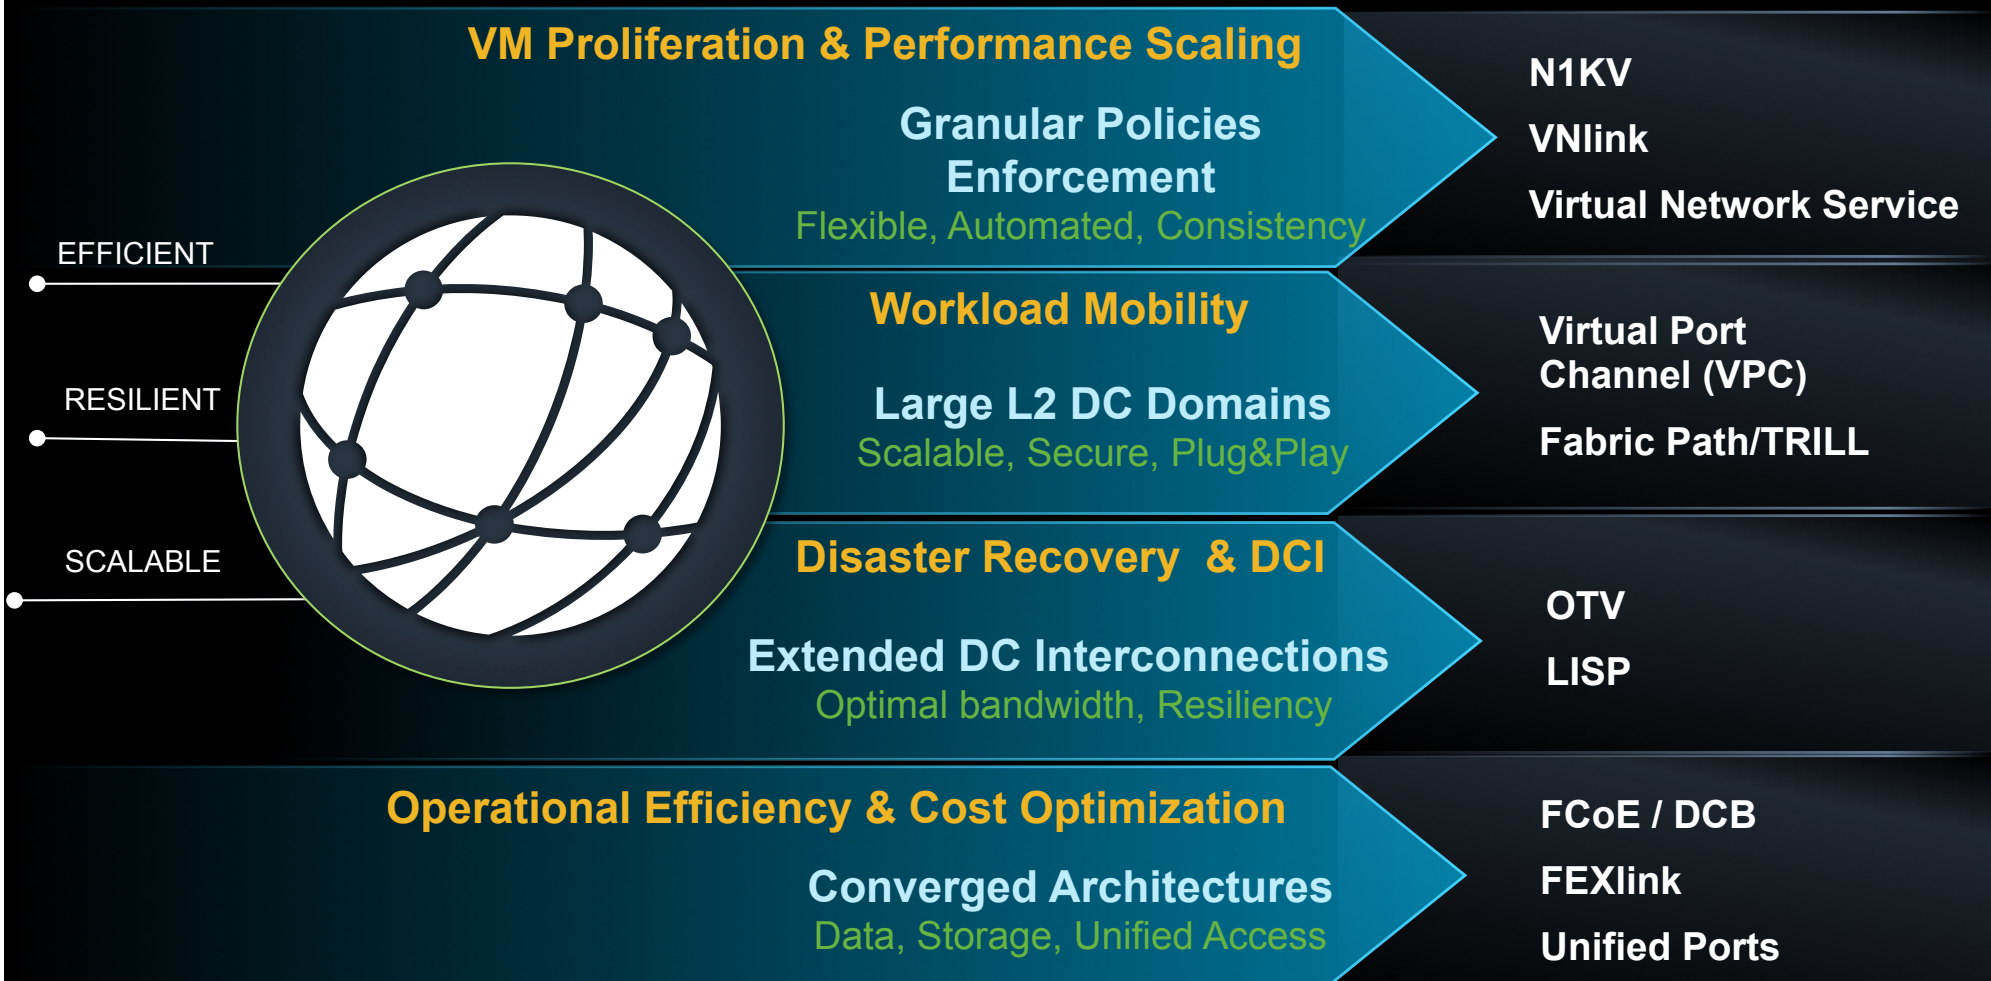 VM Proliferation & Performance Scaling
Granular Policies
Enforcement
Flexible, Automated, Consistency
N1KV
VNlink
Virtual Network Service
EFFICIENT
RESILIENT
SCALABLE
Workload Mobility
Large L2 DC Domains
Scalable, Secure, Plug&Play
Virtual Port
Channel (VPC)
Fabric Path/TRILL
Disaster Recovery & DCI
Extended DC Interconnections
Optimal bandwidth, Resiliency
OTV
LISP
Operational Efficiency & Cost Optimization
Converged Architectures
Data, Storage, Unified Access
FCoE / DCB
FEXlink
Unified Ports